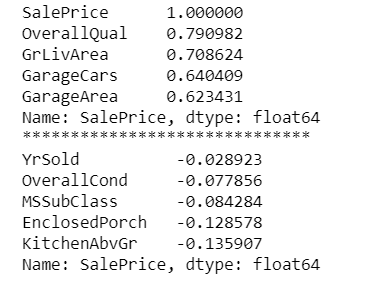 SalePrice      1.000000
OverallQual    0.790982
GrLivArea      0.708624
GarageCars     0.640409
GarageArea     0.623431
Name: SalePrice, dtype: float64
******************************
YrSold          -0.028923
OverallCond     -0.077856
MSSubClass      -0.084284
EnclosedPorch   -0.128578
KitchenAbvGr    -0.135907
Name: SalePrice, dtype: float64